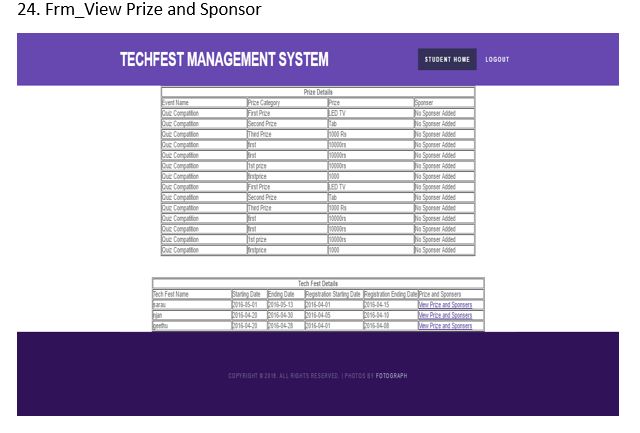 24. Frm_View Prize and Sponsor
TECHFEST MANAGEMENT SYSTEM STUDENT HOME LOGOUT
Prize Details
Event Name Prize Category Prize Sponser
Quiz Compatition First Prize LED TV No Sponser Added
Quiz Compatition Second Prize Tab No Sponser Added
Quiz Compatition Third Prize 1000 Rs No Sponser Added
Quiz Compatition first 10000rs No Sponser Added
Quiz Compatition first 10000rs No Sponser Added
Quiz Compatition 1st prize 10000rs No Sponser Added
Quiz Compatition firstprice 1000 No Sponser Added
Quiz Compatition First Prize LED TV No Sponser Added
Quiz Compatition Second Prize Tab No Sponser Added
Quiz Compatition Third Prize 1000 Rs No Sponser Added
Quiz Compatition first 10000rs No Sponser Added
Quiz Compatition first 10000rs No Sponser Added
Quiz Compatition 1st prize 10000rs No Sponser Added
Quiz Compatition firstprice 1000 No Sponser Added
Tech Fest Details
Tech Fest Name Starting Date Ending Date Registration Starting Date Registration Ending Date Price and Sponsers
sarau 2016-05-01 2016-05-13 2016-04-01 2016-04-15 View Prize and Sponsers
njan 2016-04-20 2016-04-30 2016-04-05 2016-04-10 View Prize and Sponsers
geethu 2016-04-20 2016-04-28 2016-04-01 2016-04-08 View Prize and Sponsers
COPYRIGHT © 2016. ALL RIGHTS RESERVED. | PHOTOS BY FOTOGRAPH